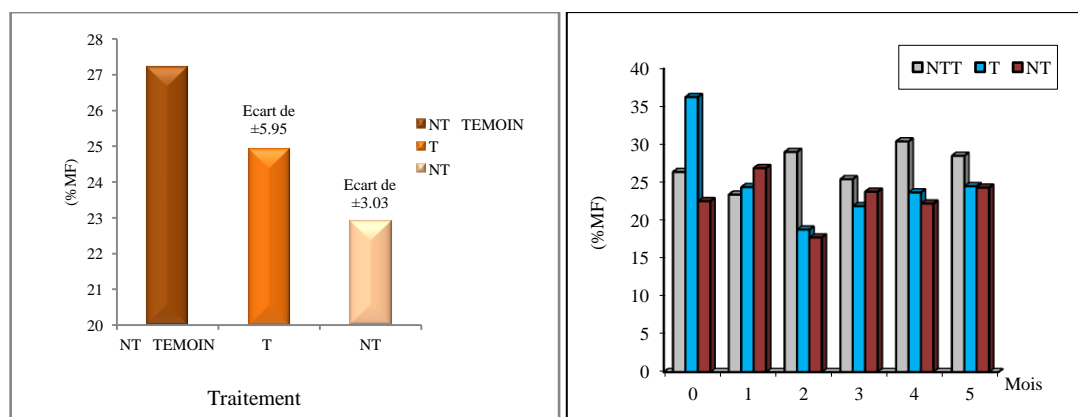 28
27
26
25
24
23
22
21
20
(%MF)
Ecart de
±5.95
Ecart de
±3.03
NT TEMOIN
T
NT
NT TEMOIN T NT
Traitement
NTT T NT
40
35
30
25
20
15
10
5
0
(%MF)
0 1 2 3 4 5 Mois